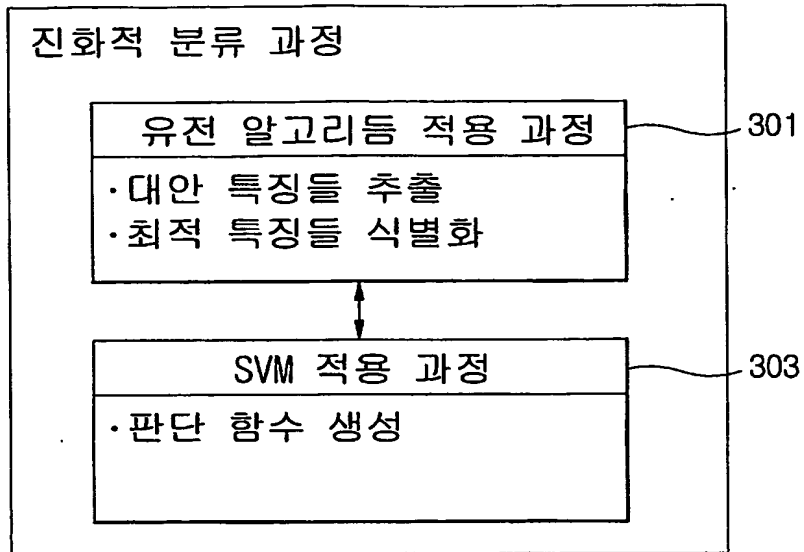 진화적 분류 과정
유전 알고리듬 적용 과정
301
·대안 특징들 추출
·최적 특징들 식별화
SVM 적용 과정
303
·판단 함수 생성